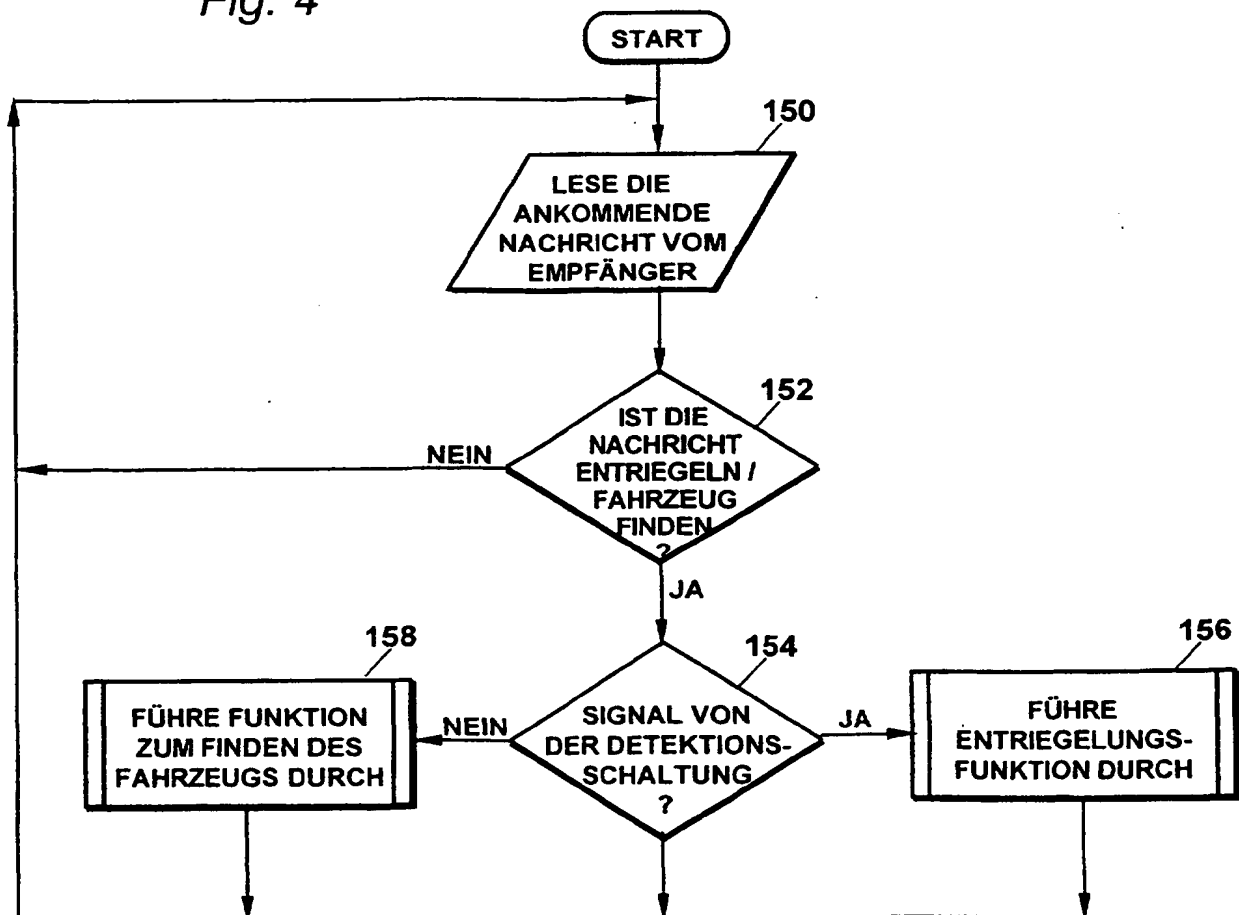 Fig. 4
START
150
LESE DIE
ANKOMMENDE
NACHRICHT VOM
EMPFÄNGER
152
IST DIE
NACHRICHT
ENTRIEGELN /
FAHRZEUG
FINDEN
?
NEIN
JA
158
FÜHRE FUNKTION
ZUM FINDEN DES
FAHRZEUGS DURCH
NEIN
154
SIGNAL VON
DER DETEKTIONS-
SCHALTUNG
?
JA
156
FÜHRE
ENTRIEGELUNGS-
FUNKTION DURCH